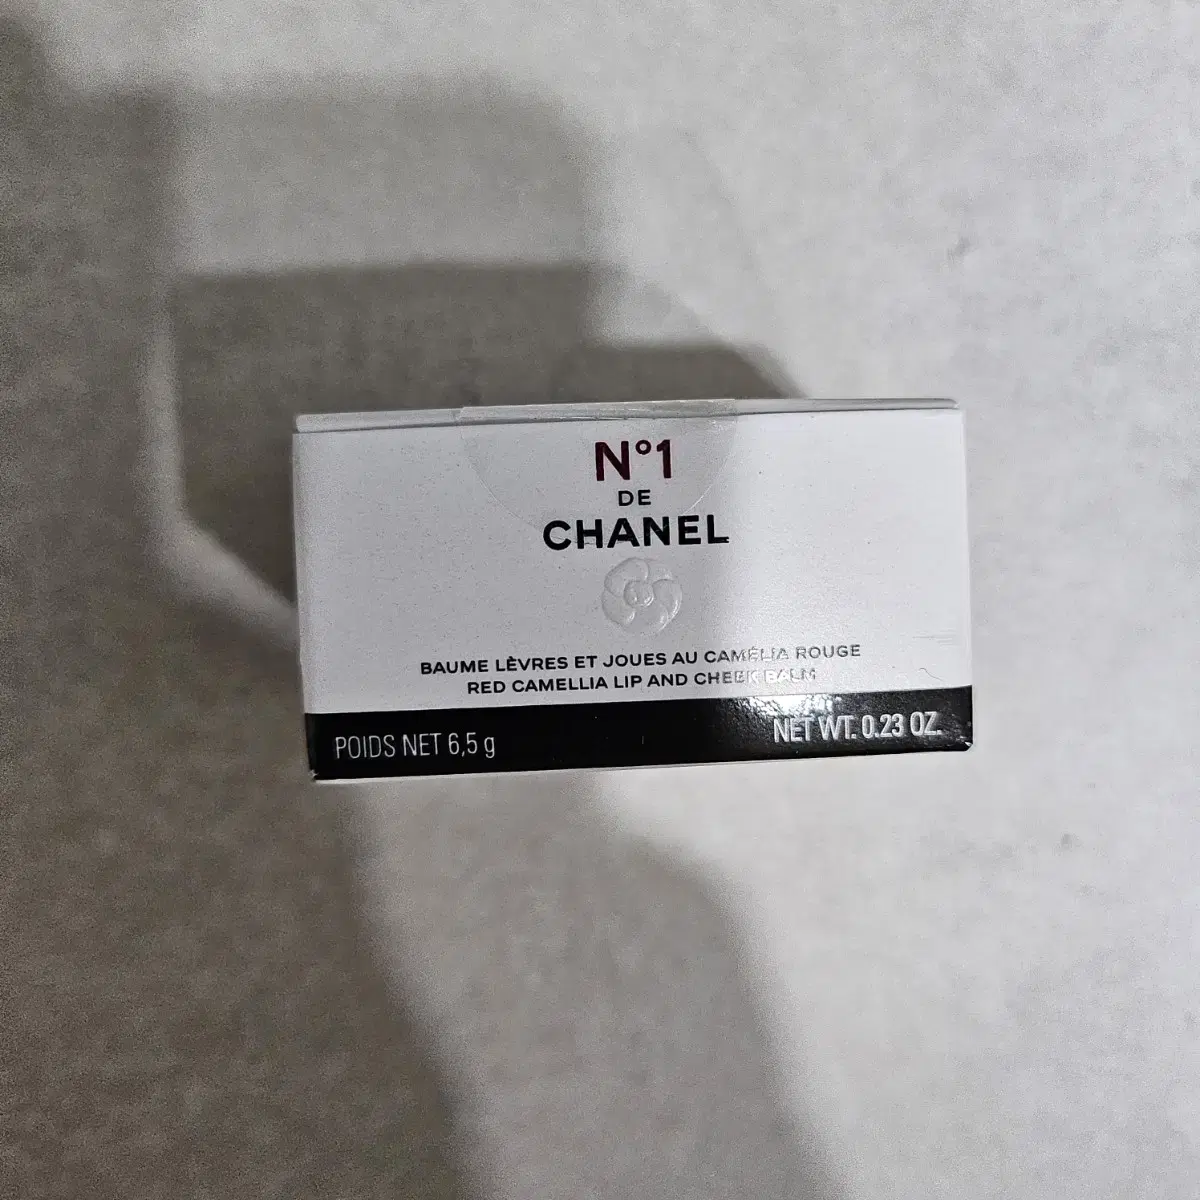 N°1
DE
CHANEL
BAUME LÈVRES ET JOUES AU CAMÉLIA ROUGE
RED CAMELLIA LIP AND CHEEK BALM
POIDS NET 6,5 g
NET WT. 0.23 OZ.